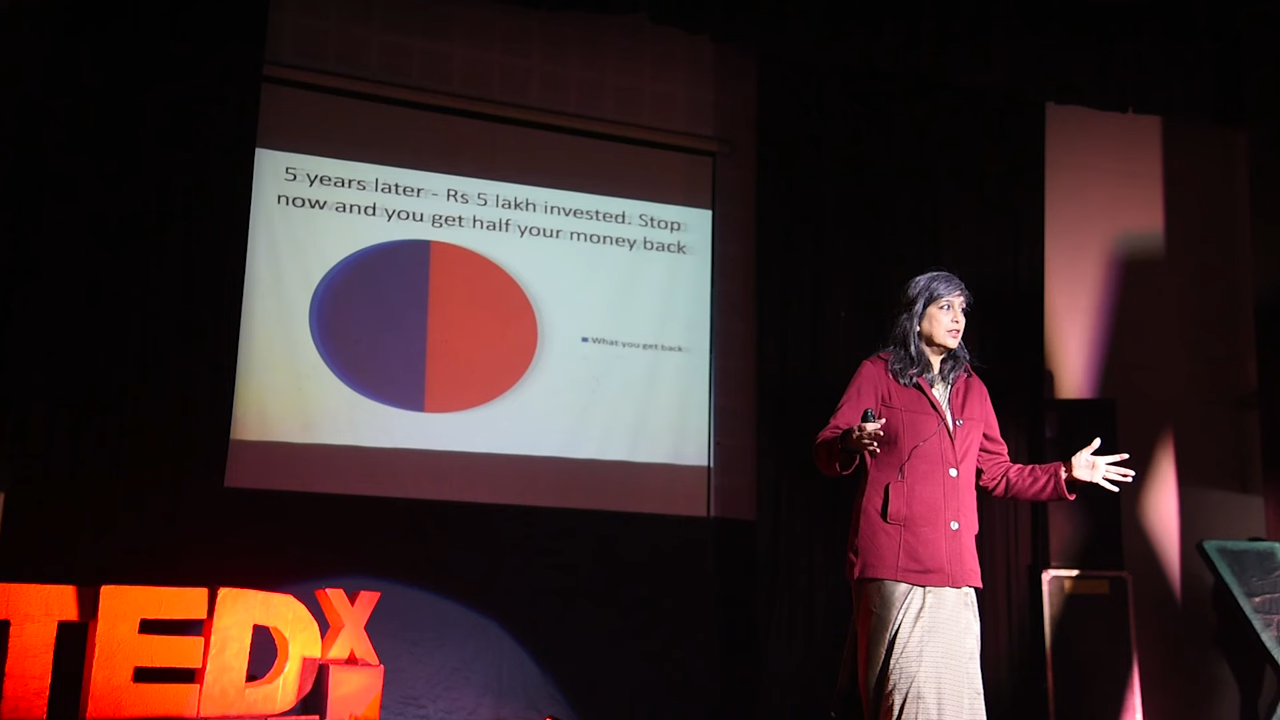 5 years later - Rs 5 lakh invested. Stop
now and you get half your money back
What you get back
TEDx